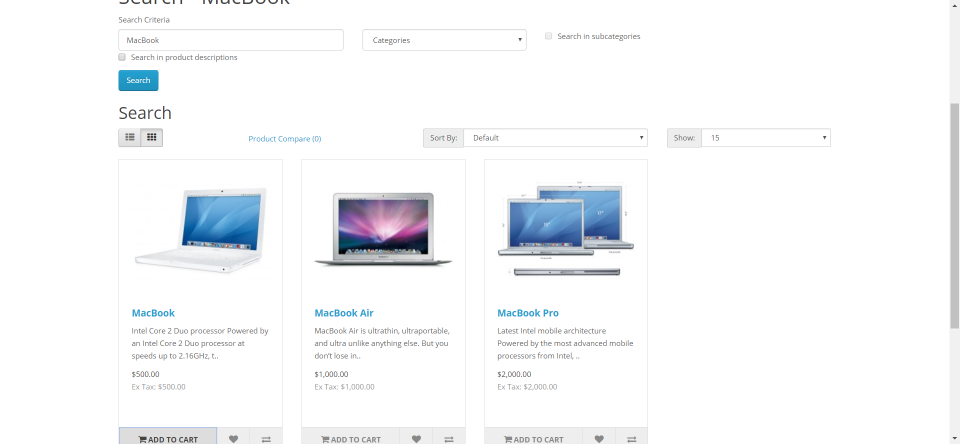 Search - MacBook
Search Criteria
MacBook
Categories
Search in subcategories
Search in product descriptions
Search
Search
Product Compare (0)
Sort By:
Default
Show:
15
MacBook
Intel Core 2 Duo processor Powered by
an Intel Core 2 Duo processor at
speeds up to 2.16GHz, t..
$500.00
Ex Tax: $500.00
ADD TO CART
MacBook Air
MacBook Air is ultrathin, ultraportable,
and ultra unlike anything else. But you
don't lose in..
$1,000.00
Ex Tax: $1,000.00
ADD TO CART
MacBook Pro
Latest Intel mobile architecture
Powered by the most advanced mobile
processors from Intel, ..
$2,000.00
Ex Tax: $2,000.00
ADD TO CART